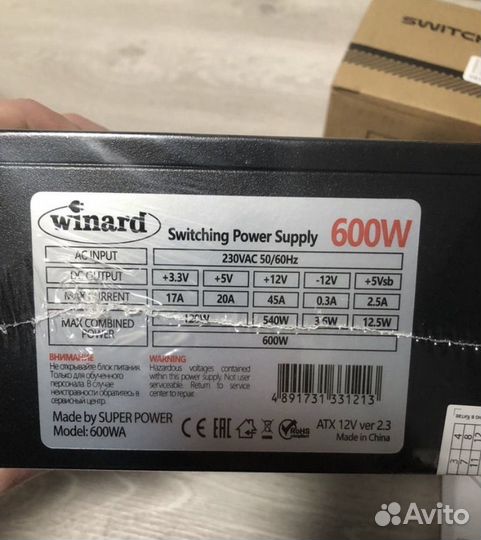 SWITCH
winard
Switching Power Supply 600W
AC INPUT 230VAC 50/60Hz
DC OUTPUT +3.3V +5V +12V -12V +5Vsb
MAX CURRENT 17A 20A 45A 0.3A 2.5A
MAX COMBINED POWER 120W 540W 3.6W 12.5W
600W
ВНИМАНИЕ
Не открывайте блок питания.
Только для обученного
персонала. В случае
неисправности обратитесь в
сервисный центр.
WARNING
Hazardous voltages contained
within this power supply. Not user
serviceable. Return to service
center to repair.
4 891731 331213
Made by SUPER POWER
Model: 600WA
CE EAC RoHS
ATX 12V ver 2.3
Made in China
Avito